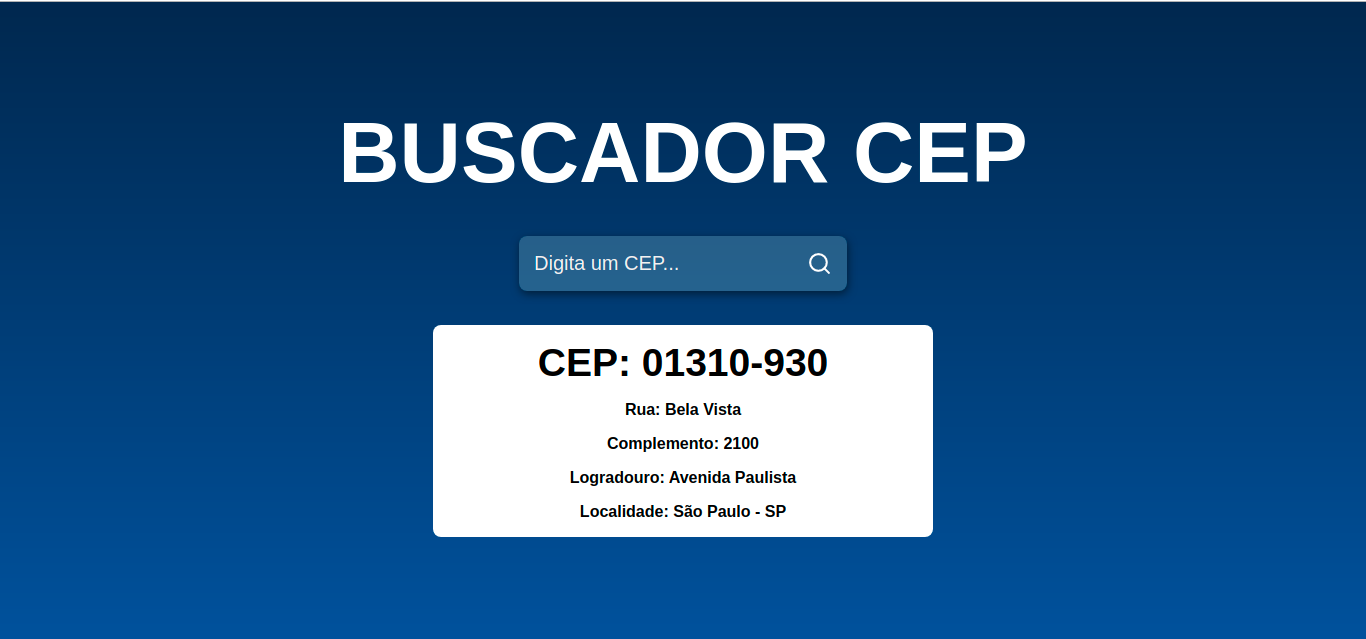 BUSCADOR CEP
Digita um CEP...
CEP: 01310-930
Rua: Bela Vista
Complemento: 2100
Logradouro: Avenida Paulista
Localidade: São Paulo - SP